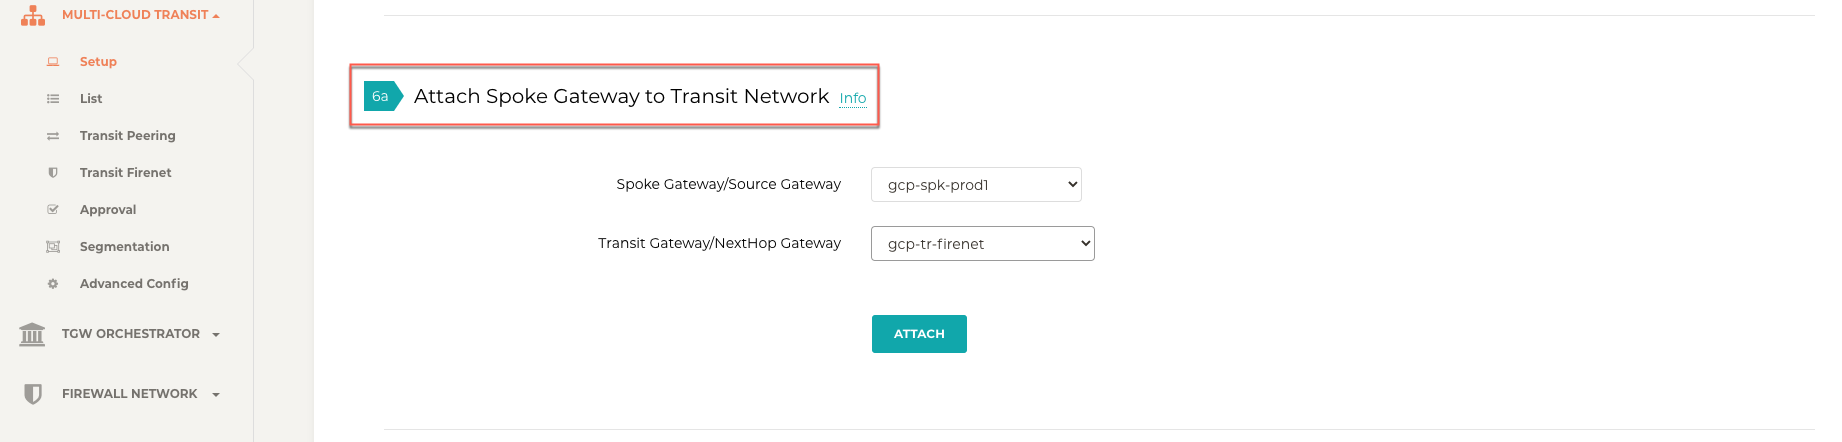 MULTI-CLOUD TRANSIT
Setup
List
Transit Peering
Transit Firenet
Approval
Segmentation
Advanced Config
TGW ORCHESTRATOR
FIREWALL NETWORK
6a Attach Spoke Gateway to Transit Network Info
Spoke Gateway/Source Gateway gcp-spk-prod1
Transit Gateway/NextHop Gateway gcp-tr-firenet
ATTACH